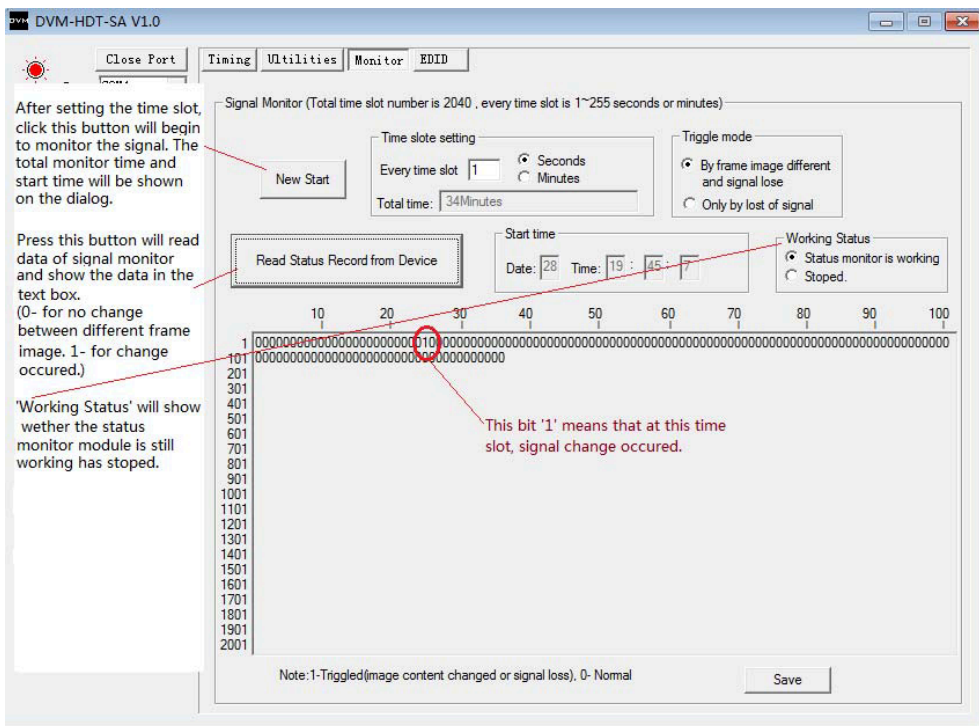 DVM DVM-HDT-SA V1.0
Close Port
Timing Ultilities Monitor EDID
After setting the time slot,
click this button will begin
to monitor the signal. The
total monitor time and
start time will be shown
on the dialog.
Press this button will read
data of signal monitor
and show the data in the
text box.
(0- for no change
between different frame
image. 1- for change
occured.)
'Working Status' will show
wether the status
monitor module is still
working has stoped.
Signal Monitor (Total time slot number is 2040 , every time slot is 1~255 seconds or minutes)
New Start
Time slote setting
Every time slot 1 Seconds
Minutes
Total time: 34Minutes
Triggle mode
By frame image different
and signal lose
Only by lost of signal
Read Status Record from Device
Start time
Date: 28 Time: 19 : 45 : 7
Working Status
Status monitor is working
Stoped.
10 20 30 40 50 60 70 80 90 100
1 0000000000000000000000001000000000000000000000000000000000000000000000000000000000000000000000000000
101 000000000000000000000000000000000000
201
301
401
501
601
701
801
901
1001
1101
1201
1301
1401
1501
1601
1701
1801
1901
2001
This bit '1' means that at this time
slot, signal change occured.
Note:1-Triggled(image content changed or signal loss), 0- Normal
Save